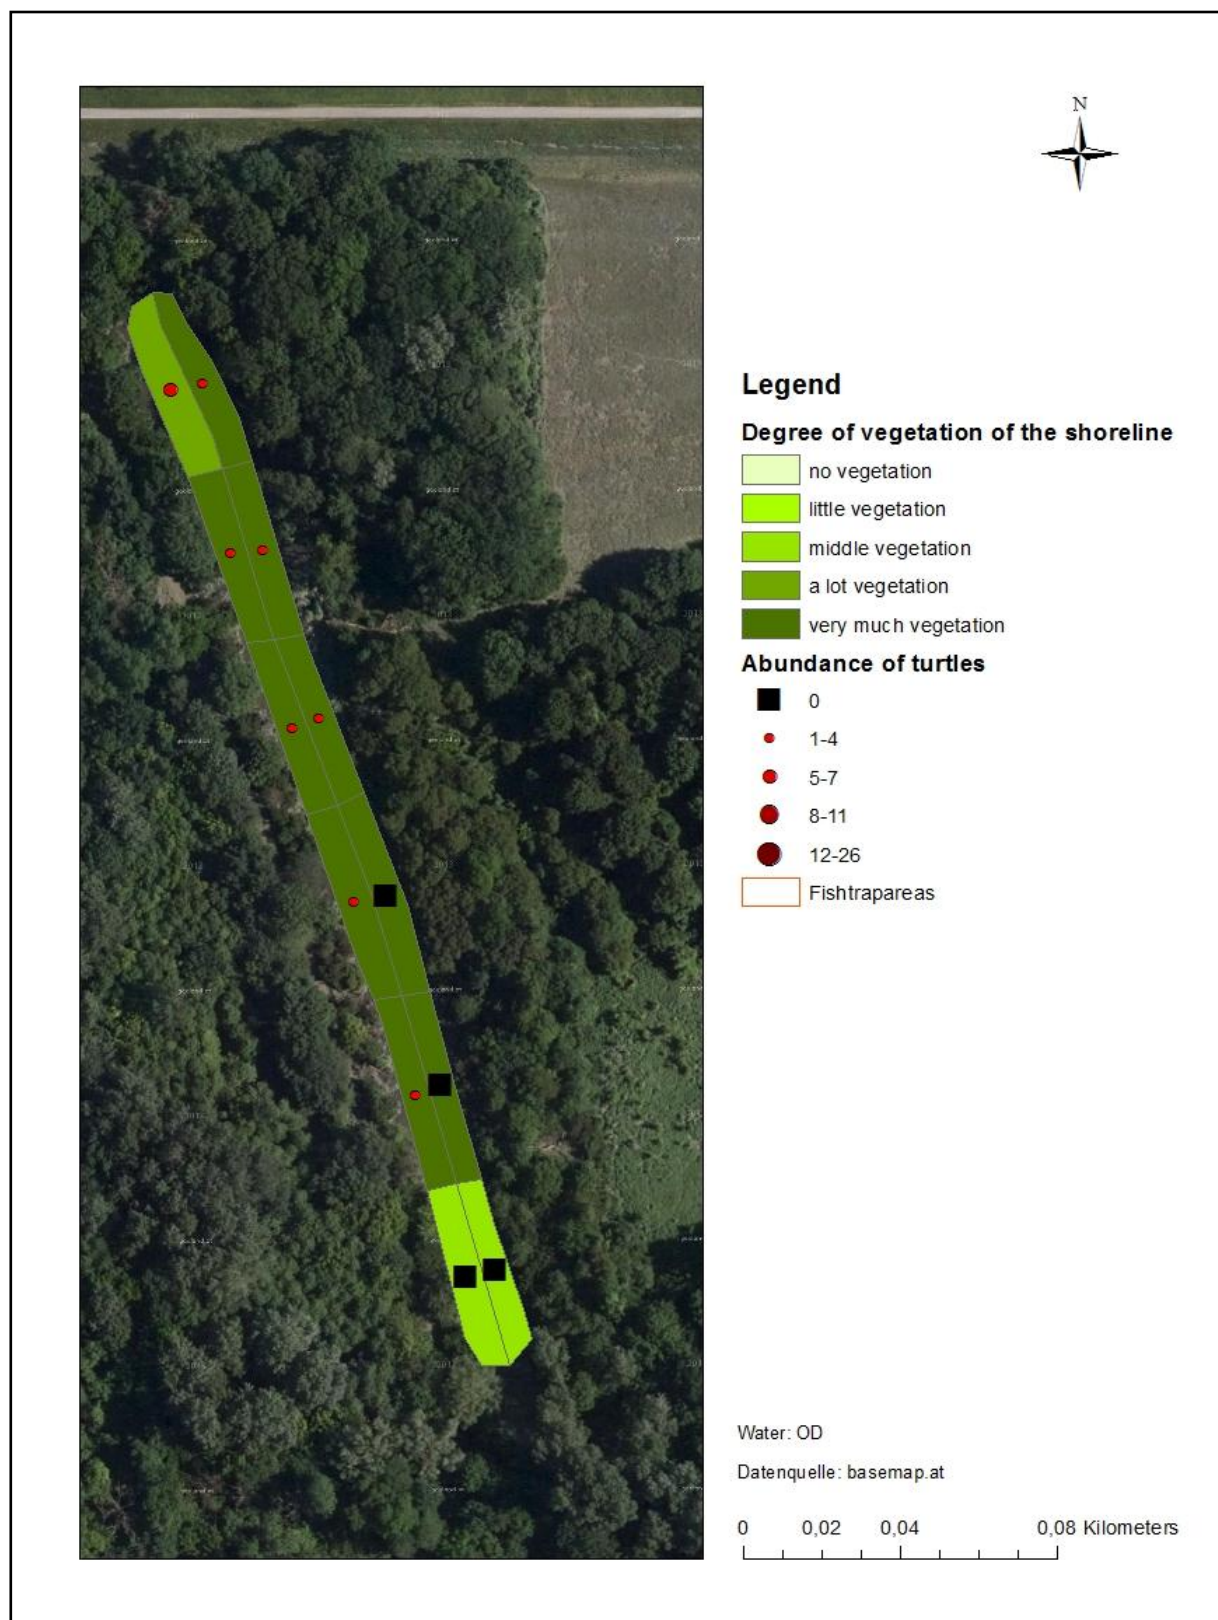 N
Legend
Degree of vegetation of the shoreline
no vegetation
little vegetation
middle vegetation
a lot vegetation
very much vegetation
Abundance of turtles
0
1-4
5-7
8-11
12-26
Fishtrapareas
Water: OD
Datenquelle: basemap.at
0 0,02 0,04 0,08 Kilometers